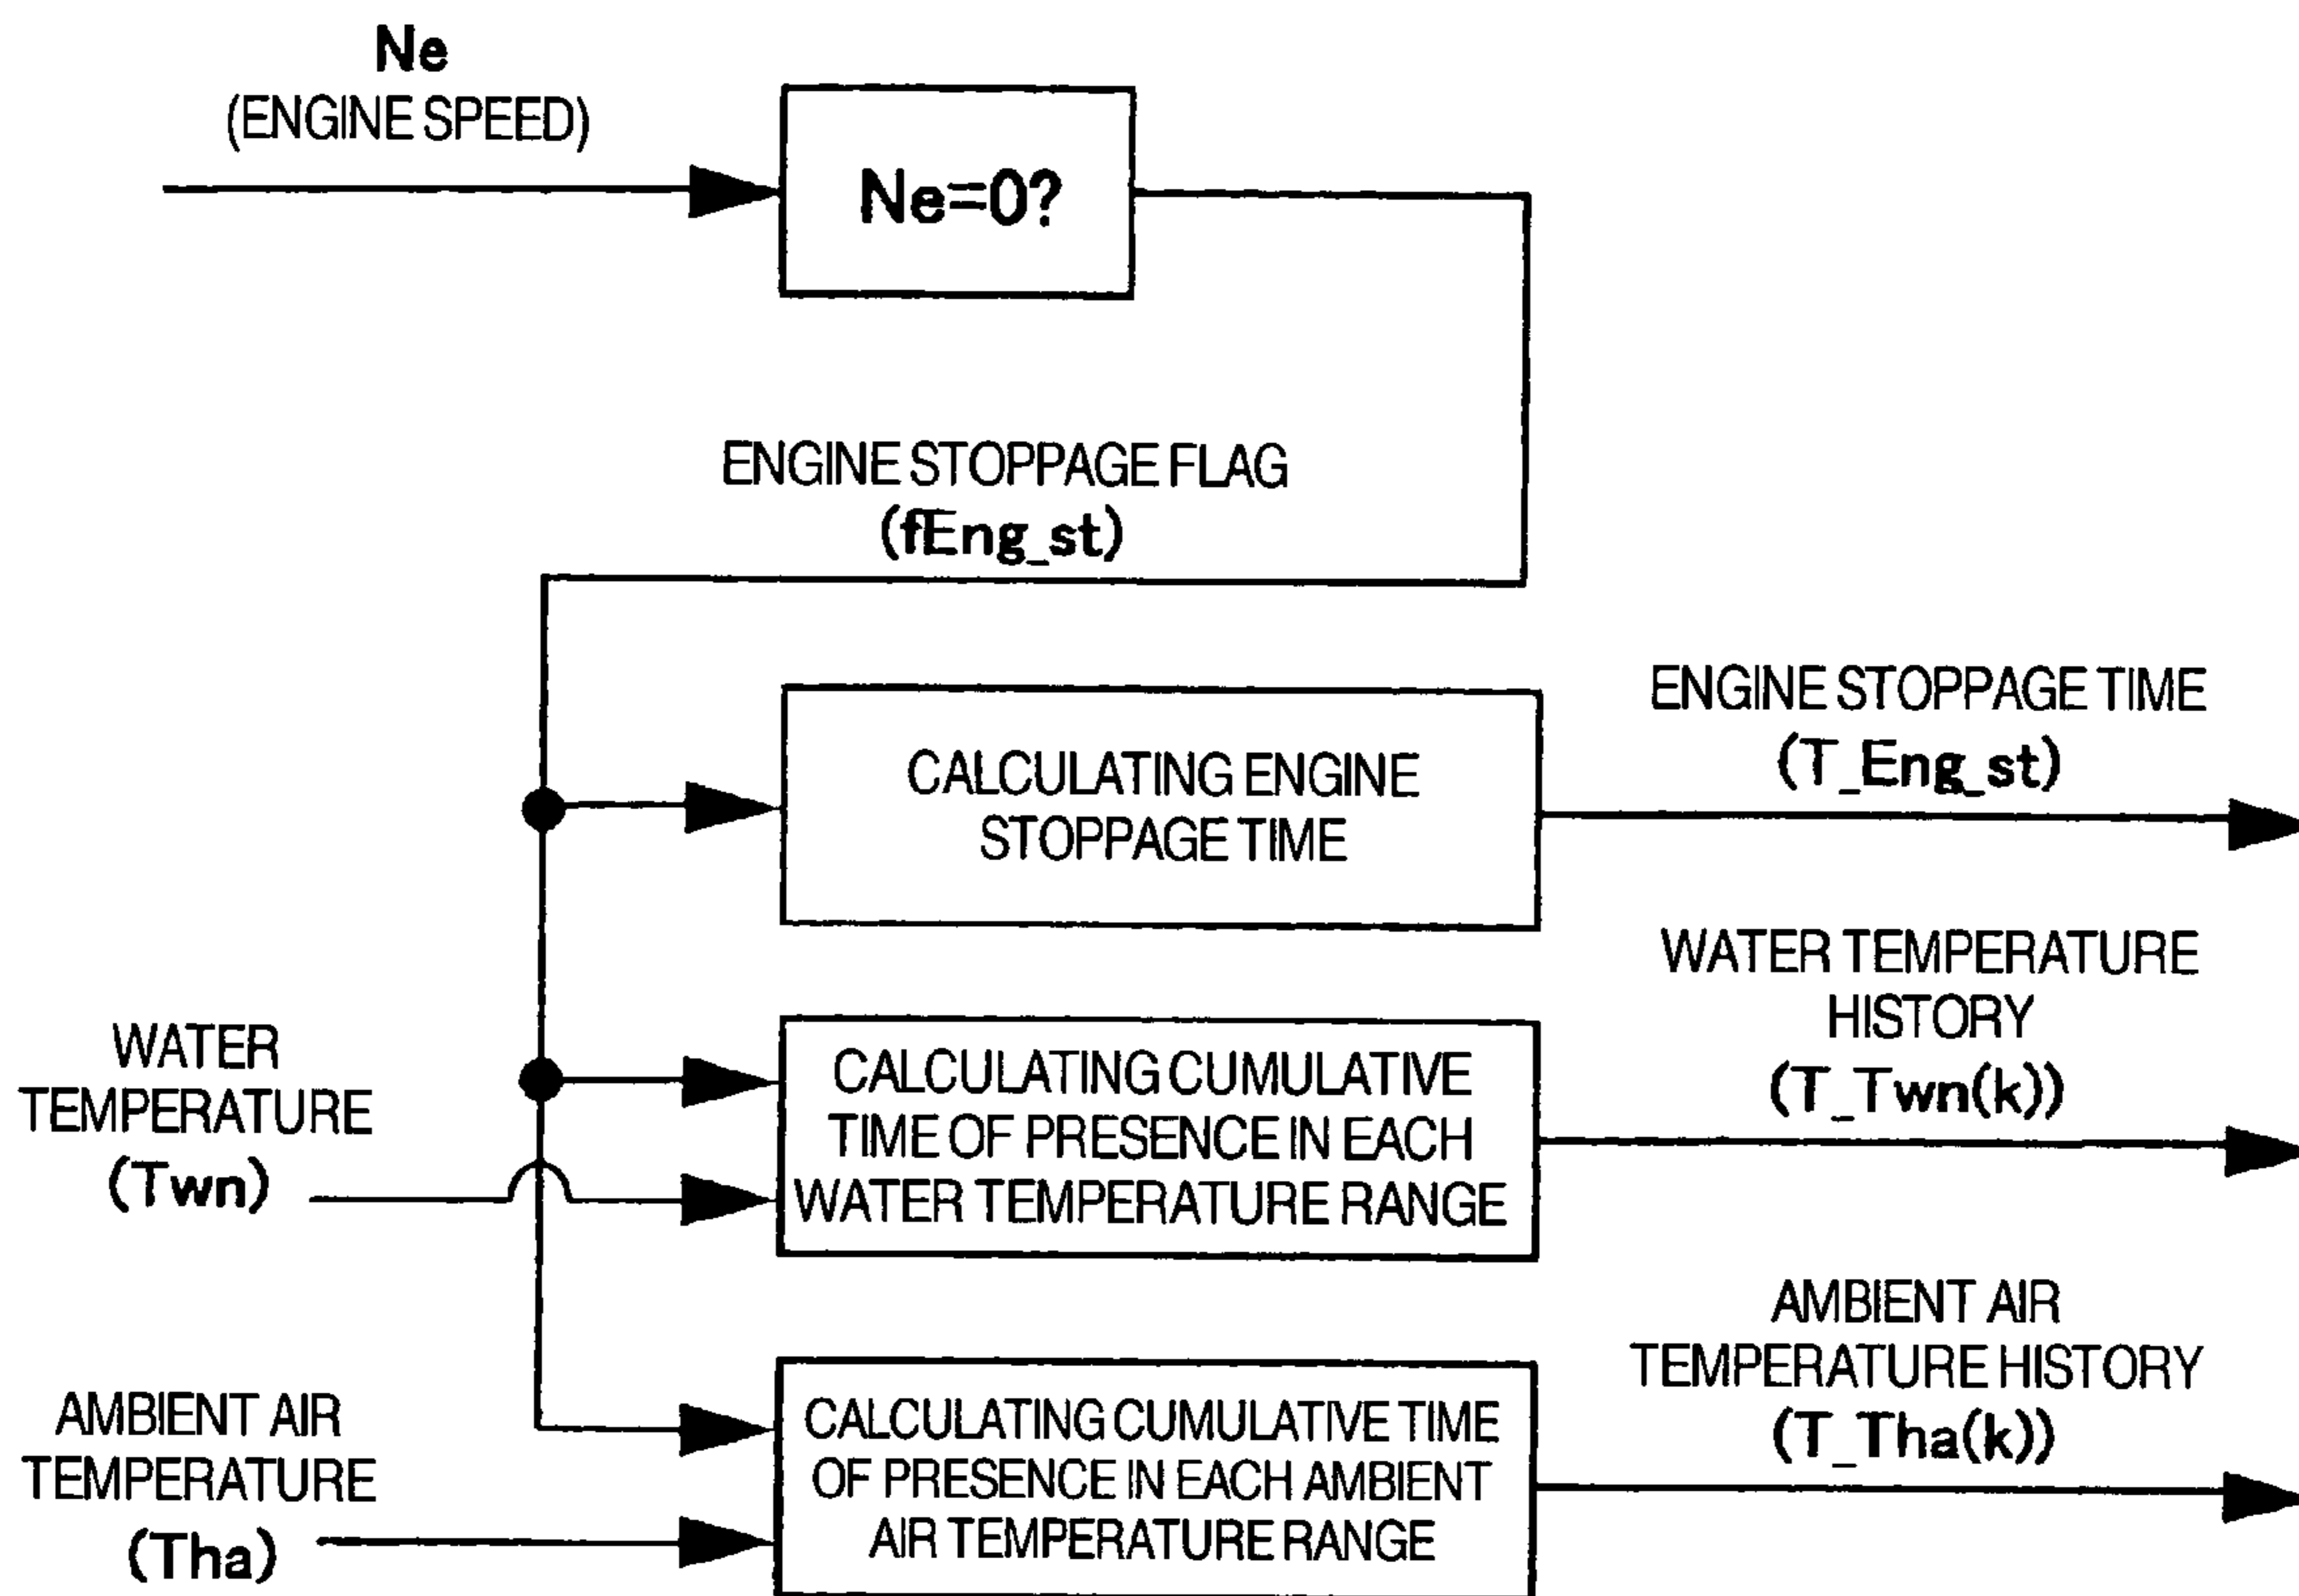 Ne
(ENGINE SPEED)
Ne=0?
ENGINE STOPPAGE FLAG
(fEng_st)
CALCULATING ENGINE
STOPPAGE TIME
ENGINE STOPPAGE TIME
(T_Eng_st)
WATER
TEMPERATURE
(Twn)
CALCULATING CUMULATIVE
TIME OF PRESENCE IN EACH
WATER TEMPERATURE RANGE
WATER TEMPERATURE
HISTORY
(T_Twn(k))
AMBIENT AIR
TEMPERATURE
(Tha)
CALCULATING CUMULATIVE TIME
OF PRESENCE IN EACH AMBIENT
AIR TEMPERATURE RANGE
AMBIENT AIR
TEMPERATURE HISTORY
(T_Tha(k))